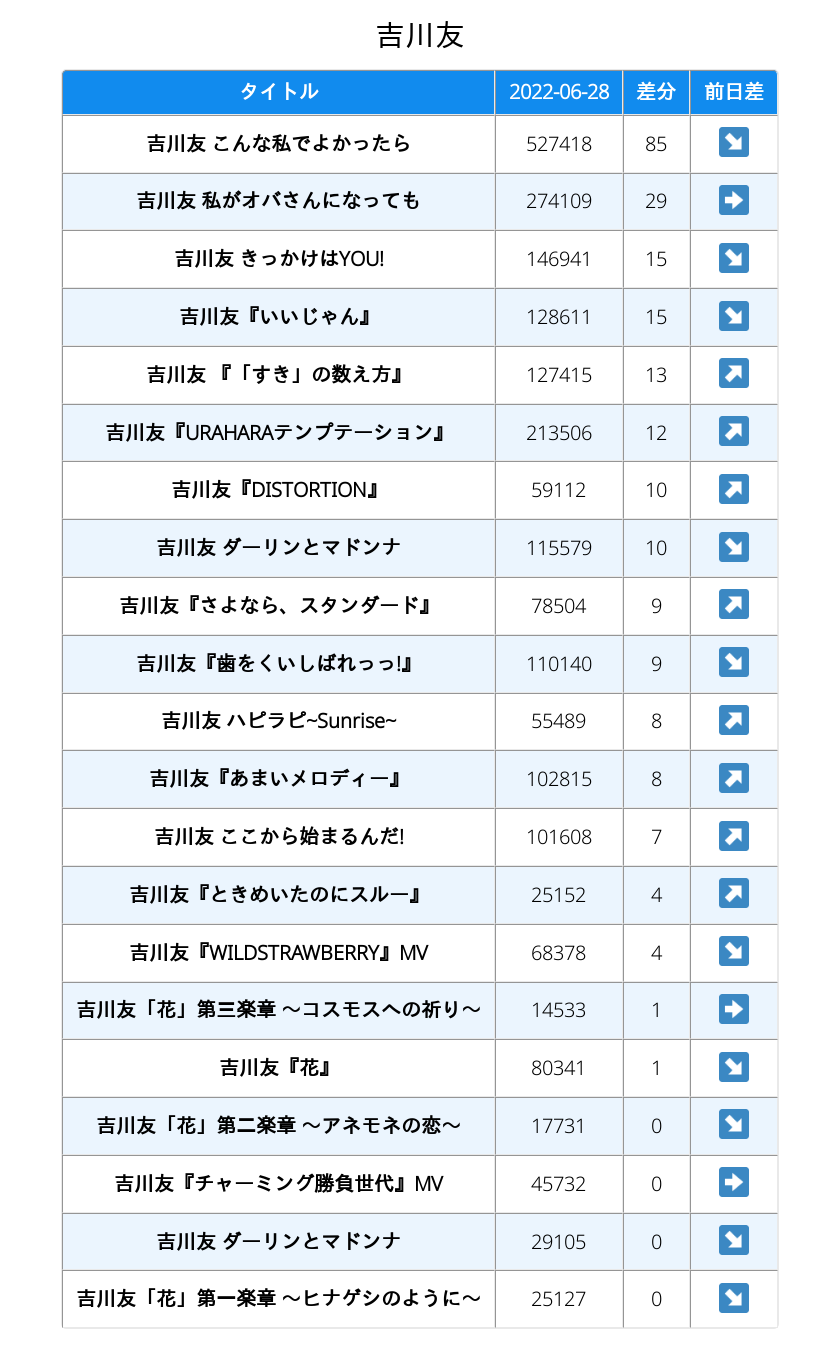 吉川友
タイトル 2022-06-28 差分 前日差
吉川友 こんな私でよかったら 527418 85 ↘
吉川友 私がオバさんになっても 274109 29 ➡
吉川友 きっかけはYOU! 146941 15 ↘
吉川友『いいじゃん』 128611 15 ↘
吉川友 『「すき」の数え方』 127415 13 ↗
吉川友『URAHARAテンプテーション』 213506 12 ↗
吉川友『DISTORTION』 59112 10 ↗
吉川友 ダーリンとマドンナ 115579 10 ↘
吉川友『さよなら、スタンダード』 78504 9 ↗
吉川友『歯をくいしばれっっ!』 110140 9 ↘
吉川友 ハピラピ~Sunrise~ 55489 8 ↗
吉川友『あまいメロディー』 102815 8 ↗
吉川友 ここから始まるんだ! 101608 7 ↗
吉川友『ときめいたのにスルー』 25152 4 ↗
吉川友『WILDSTRAWBERRY』MV 68378 4 ↘
吉川友「花」第三楽章 ～コスモスへの祈り～ 14533 1 ➡
吉川友『花』 80341 1 ↘
吉川友「花」第二楽章 ～アネモネの恋～ 17731 0 ↘
吉川友『チャーミング勝負世代』MV 45732 0 ➡
吉川友 ダーリンとマドンナ 29105 0 ↘
吉川友「花」第一楽章 ～ヒナゲシのように～ 25127 0 ↘